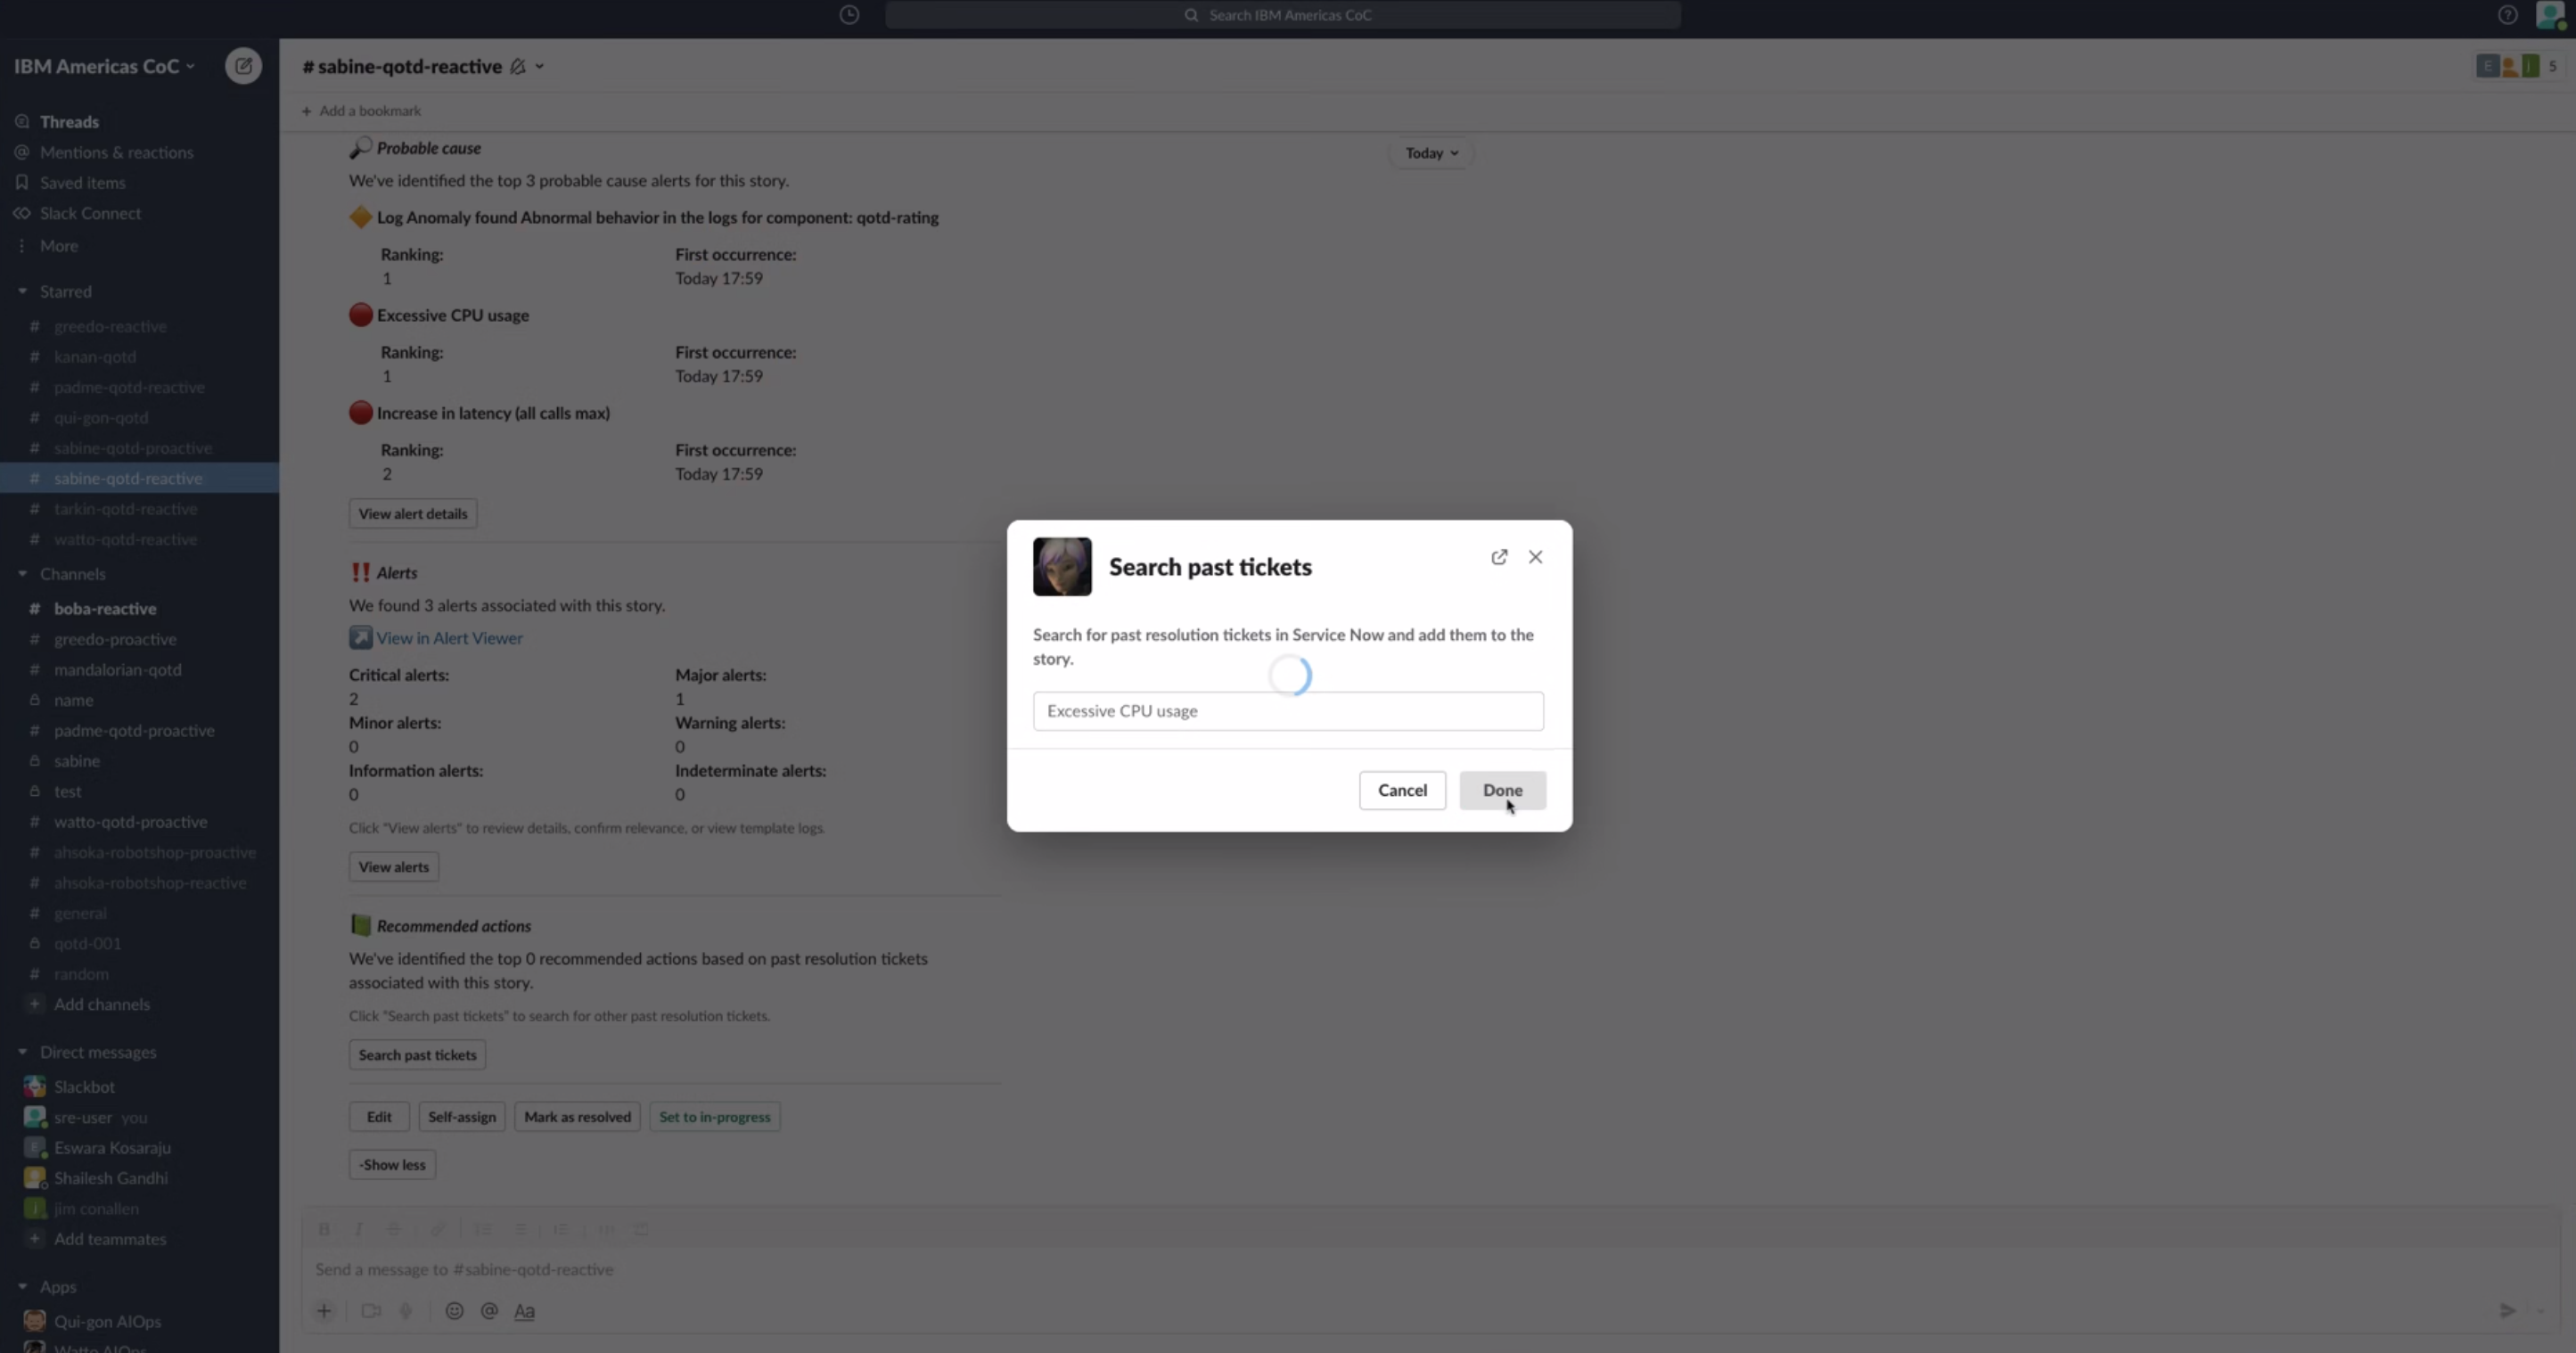 Search IBM Americas CoC
IBM Americas CoC
# sabine-qotd-reactive
5
+ Add a bookmark
Threads
Mentions & reactions
Saved items
Slack Connect
More
Starred
# greedo-reactive
# kanan-qotd
# padme-qotd-reactive
# qui-gon-qotd
# sabine-qotd-proactive
# sabine-qotd-reactive
# tarkin-qotd-reactive
# watto-qotd-reactive
Channels
# boba-reactive
# greedo-proactive
# mandalorian-qotd
name
# padme-qotd-proactive
sabine
test
# watto-qotd-proactive
# ahsoka-robotshop-proactive
# ahsoka-robotshop-reactive
# general
qotd-001
# random
+ Add channels
Direct messages
Slackbot
sre-user you
Eswara Kosaraju
Shailesh Gandhi
jim conallen
+ Add teammates
Apps
Qui-gon AIOps
Watto AIOps
Probable cause
Today
We've identified the top 3 probable cause alerts for this story.
Log Anomaly found Abnormal behavior in the logs for component: qotd-rating
Ranking: First occurrence:
1 Today 17:59
Excessive CPU usage
Ranking: First occurrence:
1 Today 17:59
Increase in latency (all calls max)
Ranking: First occurrence:
2 Today 17:59
View alert details
Alerts
We found 3 alerts associated with this story.
View in Alert Viewer
Critical alerts: Major alerts:
2 1
Minor alerts: Warning alerts:
0 0
Information alerts: Indeterminate alerts:
0 0
Click "View alerts" to review details, confirm relevance, or view template logs.
View alerts
Recommended actions
We've identified the top 0 recommended actions based on past resolution tickets
associated with this story.
Click "Search past tickets" to search for other past resolution tickets.
Search past tickets
Edit Self-assign Mark as resolved Set to in-progress
-Show less
Send a message to #sabine-qotd-reactive
Aa
Search past tickets
Search for past resolution tickets in Service Now and add them to the
story.
Excessive CPU usage
Cancel Done